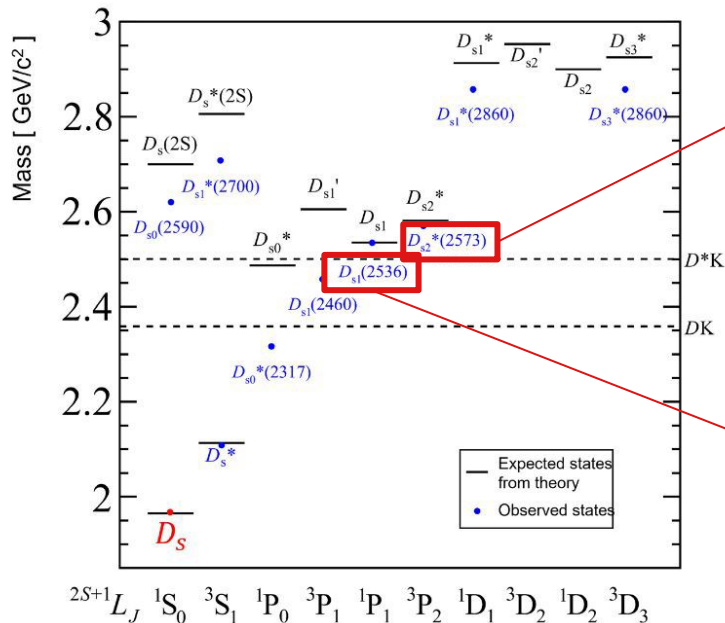 Mass [ GeV/c² ]
3
2.8
2.6
2.4
2.2
2
D_s1*
D_s2'
D_s3*
D_s2
D_s*(2S)
D_s1*(2860)
D_s3*(2860)
D_s(2S)
D_s1*(2700)
D_s1'
D_s2*
D_s0(2590)
D_s0*
D_s1
D_s2*(2573)
D*K
D_s1(2536)
D_s1(2460)
DK
D_s0*(2317)
D_s*
Expected states
from theory
Observed states
D_s
²ˢ⁺¹L_J ¹S₀ ³S₁ ¹P₀ ³P₁ ¹P₁ ³P₂ ¹D₁ ³D₂ ¹D₂ ³D₃